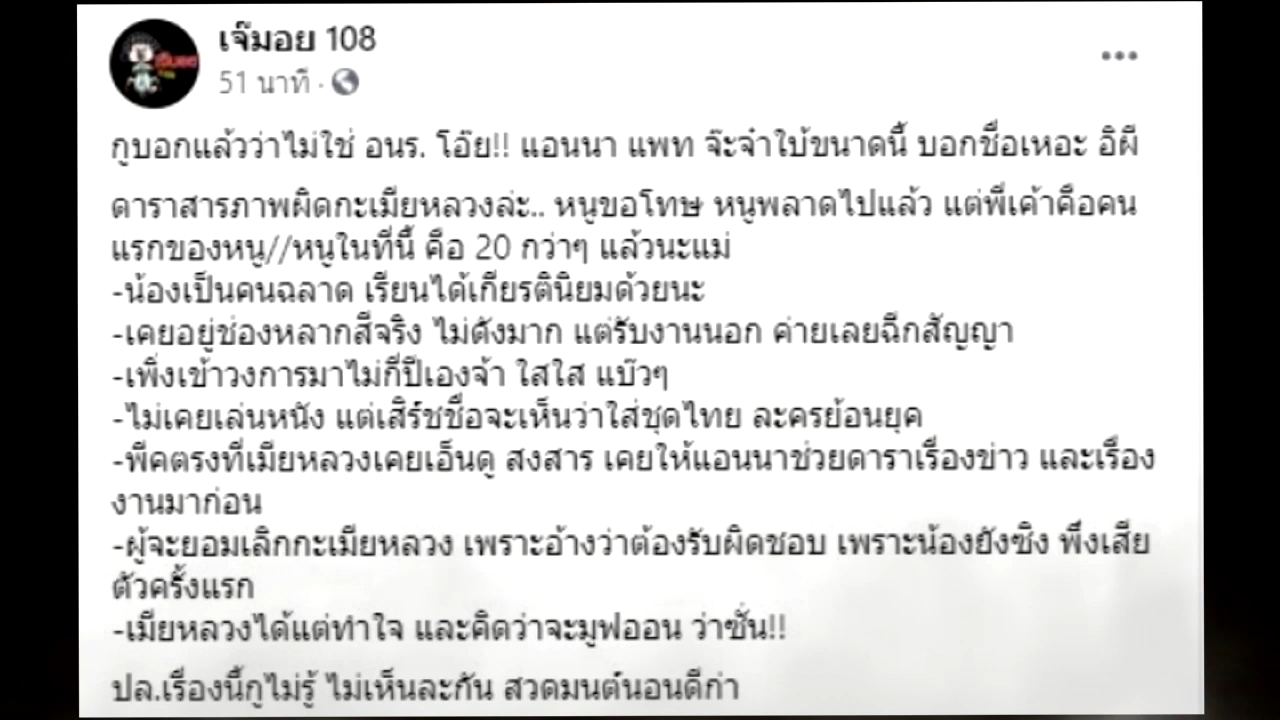 เจ๊มอย 108
51 นาที ·
กูบอกแล้วว่าไม่ใช่ อนร. โอ๊ย!! แอนนา แพท จ๊ะจ๋าใบ้ขนาดนี้ บอกชื่อเหอะ อิผี
ดาราสารภาพผิดกะเมียหลวงล่ะ.. หนูขอโทษ หนูพลาดไปแล้ว แต่พี่เค้าคือคน
แรกของหนู//หนูในที่นี้ คือ 20 กว่าๆ แล้วนะแม่
-น้องเป็นคนฉลาด เรียนได้เกียรตินิยมด้วยนะ
-เคยอยู่ช่องหลากสีจริง ไม่ดังมาก แต่รับงานนอก ค่ายเลยฉีกสัญญา
-เพิ่งเข้าวงการมาไม่กี่ปีเองจ้า ใสใส แบ๊วๆ
-ไม่เคยเล่นหนัง แต่เสิร์ชชื่อจะเห็นว่าใส่ชุดไทย ละครย้อนยุค
-พีคตรงที่เมียหลวงเคยเอ็นดู สงสาร เคยให้แอนนาช่วยดาราเรื่องข่าว และเรื่อง
งานมาก่อน
-ผู้จะยอมเลิกกะเมียหลวง เพราะอ้างว่าต้องรับผิดชอบ เพราะน้องยังซิง พึ่งเสีย
ตัวครั้งแรก
-เมียหลวงได้แต่ทำใจ และคิดว่าจะมูฟออน ว่าซั่น!!
ปล.เรื่องนี้กูไม่รู้ ไม่เห็นละกัน สวดมนต์นอนดีก่า